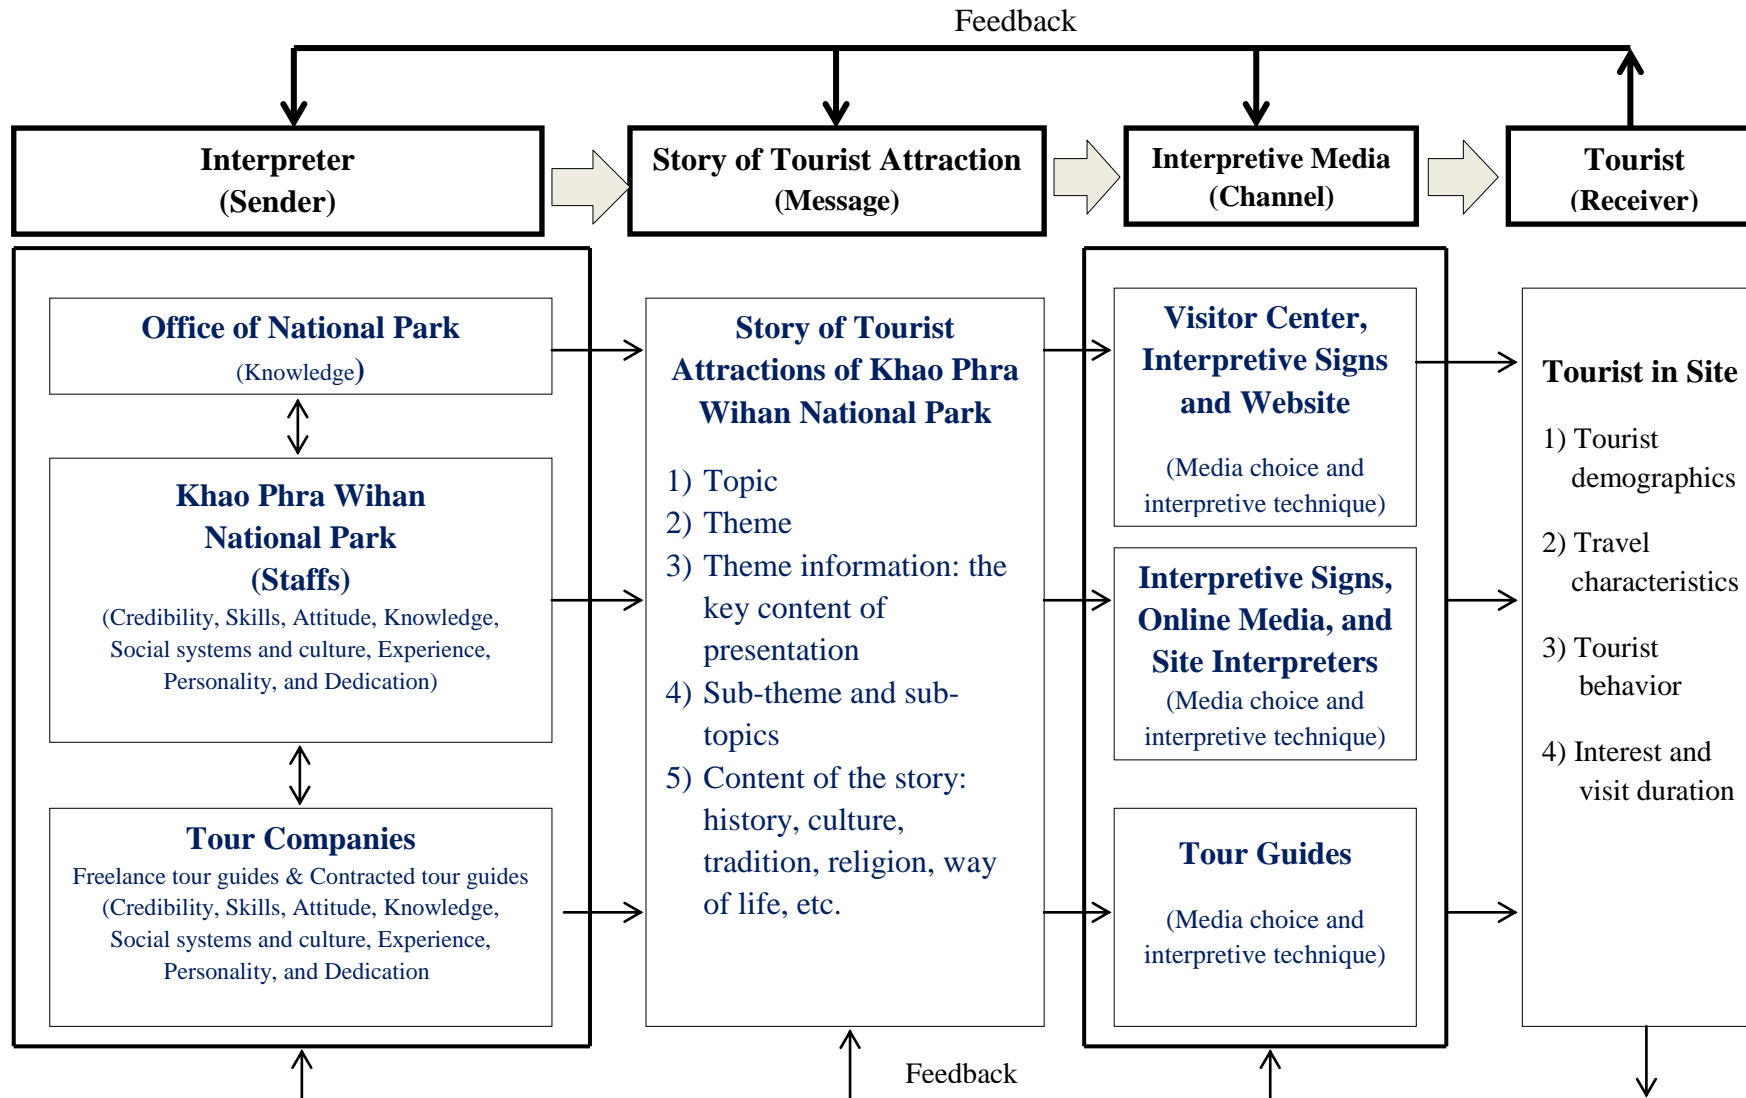 Feedback
Interpreter
(Sender)
Story of Tourist Attraction
(Message)
Interpretive Media
(Channel)
Tourist
(Receiver)
Office of National Park
(Knowledge)
Khao Phra Wihan
National Park
(Staffs)
(Credibility, Skills, Attitude, Knowledge,
Social systems and culture, Experience,
Personality, and Dedication)
Tour Companies
Freelance tour guides & Contracted tour guides
(Credibility, Skills, Attitude, Knowledge,
Social systems and culture, Experience,
Personality, and Dedication
Story of Tourist
Attractions of Khao Phra
Wihan National Park
1) Topic
2) Theme
3) Theme information: the
key content of
presentation
4) Sub-theme and sub-
topics
5) Content of the story:
history, culture,
tradition, religion, way
of life, etc.
Visitor Center,
Interpretive Signs
and Website
(Media choice and
interpretive technique)
Interpretive Signs,
Online Media, and
Site Interpreters
(Media choice and
interpretive technique)
Tour Guides
(Media choice and
interpretive technique)
Tourist in Site
1) Tourist
demographics
2) Travel
characteristics
3) Tourist
behavior
4) Interest and
visit duration
Feedback